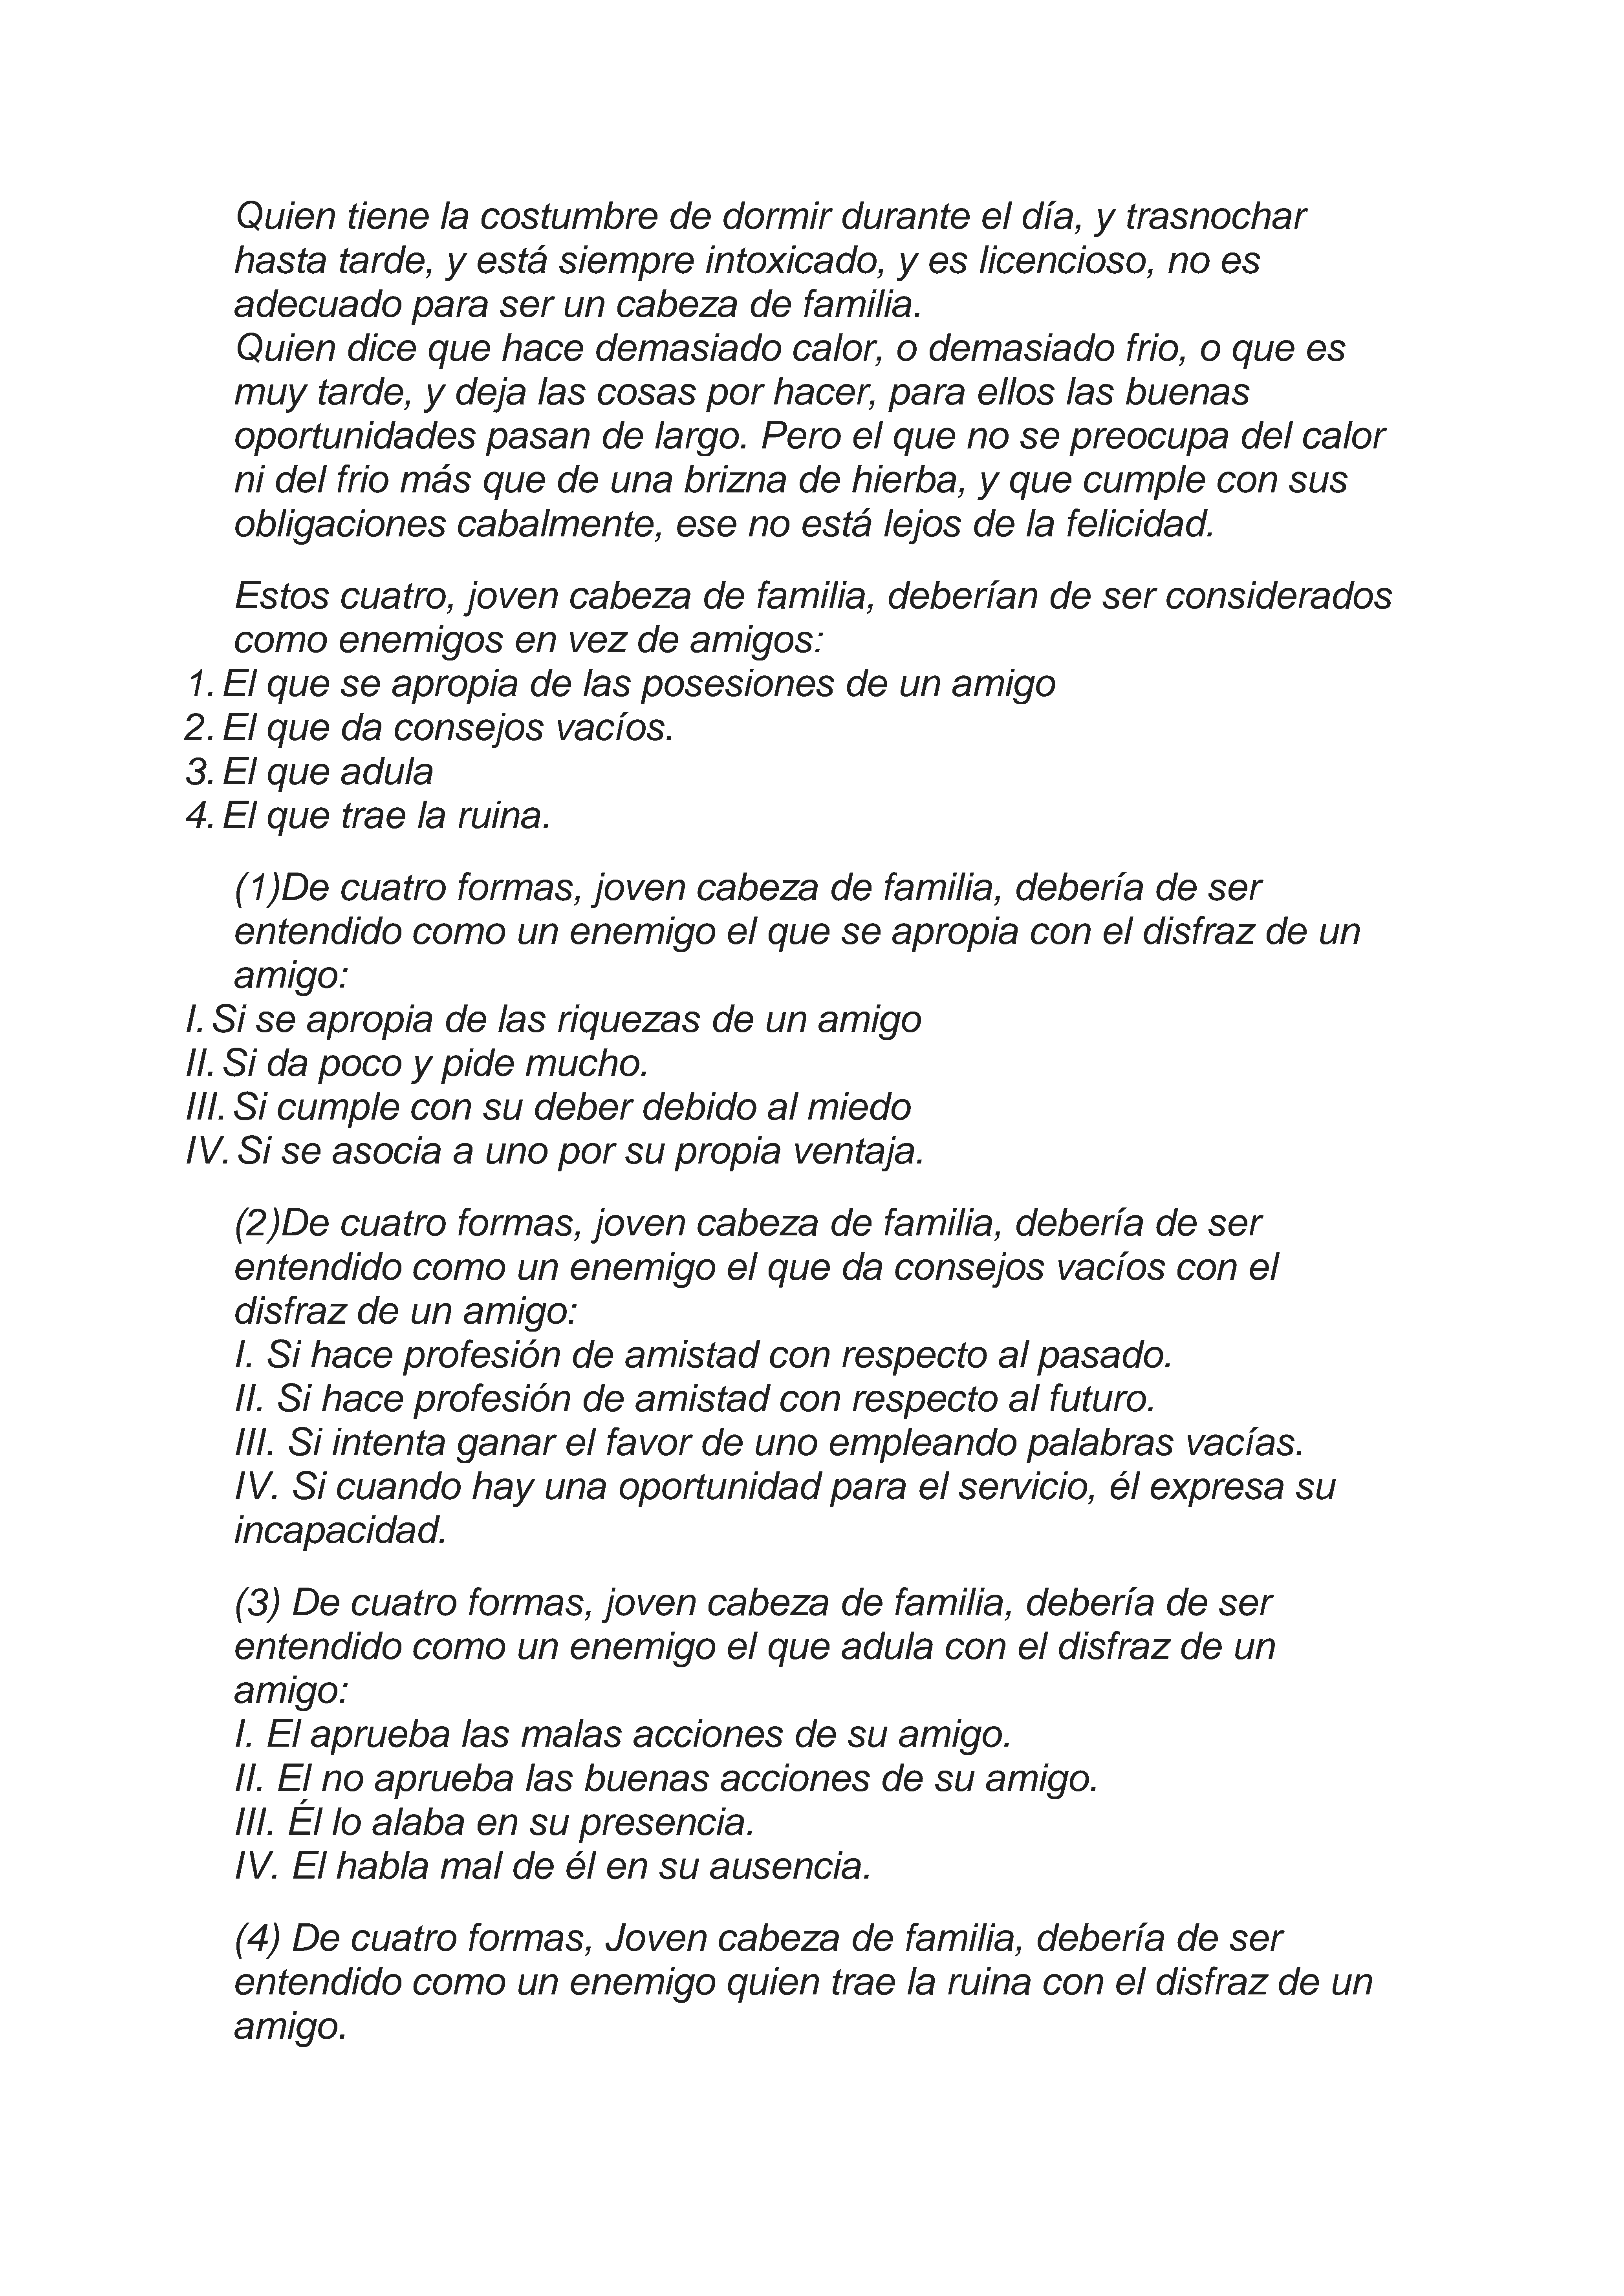 Quien tiene la costumbre de dormir durante el día, y trasnochar
hasta tarde, y está siempre intoxicado, y es licencioso, no es
adecuado para ser un cabeza de familia.
Quien dice que hace demasiado calor, o demasiado frio, o que es
muy tarde, y deja las cosas por hacer, para ellos las buenas
oportunidades pasan de largo. Pero el que no se preocupa del calor
ni del frio más que de una brizna de hierba, y que cumple con sus
obligaciones cabalmente, ese no está lejos de la felicidad.
Estos cuatro, joven cabeza de familia, deberían de ser considerados
como enemigos en vez de amigos:
1. El que se apropia de las posesiones de un amigo
2. El que da consejos vacíos.
3. El que adula
4. El que trae la ruina.
(1)De cuatro formas, joven cabeza de familia, debería de ser
entendido como un enemigo el que se apropia con el disfraz de un
amigo:
I. Si se apropia de las riquezas de un amigo
II. Si da poco y pide mucho.
III. Si cumple con su deber debido al miedo
IV. Si se asocia a uno por su propia ventaja.
(2)De cuatro formas, joven cabeza de familia, debería de ser
entendido como un enemigo el que da consejos vacíos con el
disfraz de un amigo:
I. Si hace profesión de amistad con respecto al pasado.
II. Si hace profesión de amistad con respecto al futuro.
III. Si intenta ganar el favor de uno empleando palabras vacías.
IV. Si cuando hay una oportunidad para el servicio, él expresa su
incapacidad.
(3) De cuatro formas, joven cabeza de familia, debería de ser
entendido como un enemigo el que adula con el disfraz de un
amigo:
I. El aprueba las malas acciones de su amigo.
II. El no aprueba las buenas acciones de su amigo.
III. Él lo alaba en su presencia.
IV. El habla mal de él en su ausencia.
(4) De cuatro formas, Joven cabeza de familia, debería de ser
entendido como un enemigo quien trae la ruina con el disfraz de un
amigo.